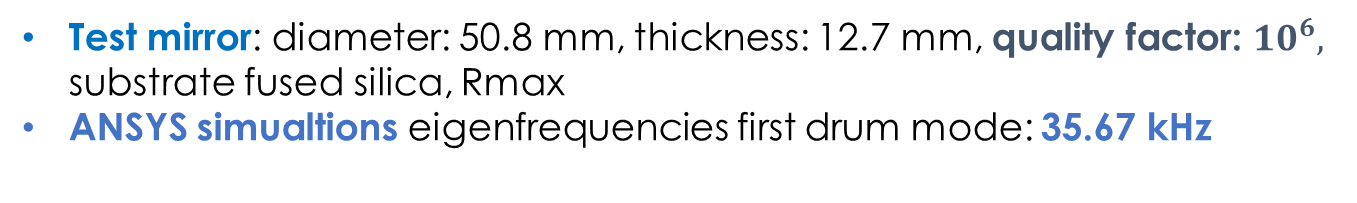 • Test mirror: diameter: 50.8 mm, thickness: 12.7 mm, quality factor: 10⁶,
substrate fused silica, Rmax
• ANSYS simualtions eigenfrequencies first drum mode: 35.67 kHz